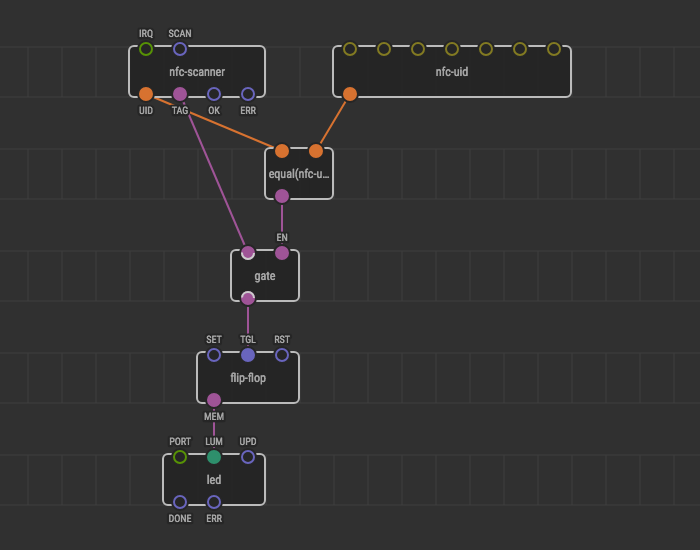 IRQ SCAN
nfc-scanner
nfc-uid
UID TAG OK ERR
equal(nfc-u...
EN
gate
SET TGL RST
flip-flop
MEM
PORT LUM UPD
led
DONE ERR